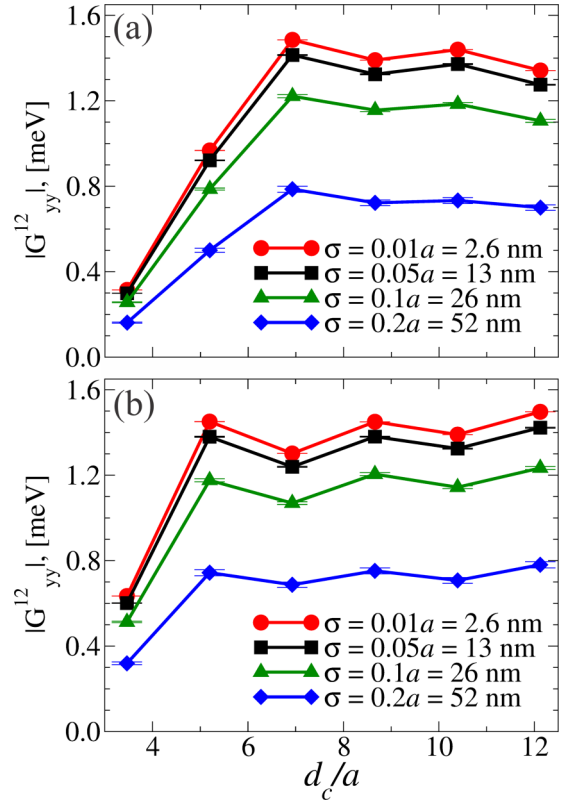 (a)
1.6
1.2
0.8
0.4
0.0
|G¹²yy|, [meV]
σ = 0.01a = 2.6 nm
σ = 0.05a = 13 nm
σ = 0.1a = 26 nm
σ = 0.2a = 52 nm
(b)
1.6
1.2
0.8
0.4
0.0
|G¹²yy|, [meV]
σ = 0.01a = 2.6 nm
σ = 0.05a = 13 nm
σ = 0.1a = 26 nm
σ = 0.2a = 52 nm
4 6 8 10 12
d_c/a